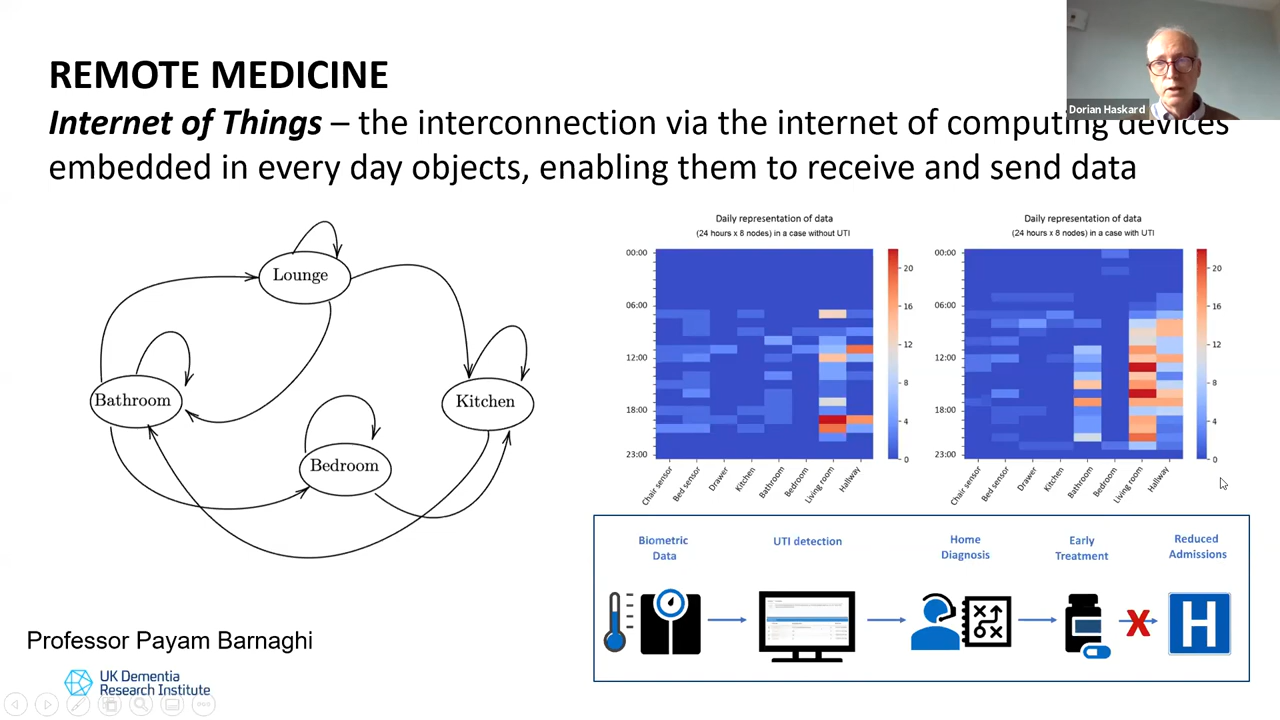 REMOTE MEDICINE
Dorian Haskard
Internet of Things – the interconnection via the internet of computing devices
embedded in every day objects, enabling them to receive and send data
Lounge
Bathroom
Kitchen
Bedroom
Daily representation of data
(24 hours x 8 nodes) in a case without UTI
00:00
06:00
12:00
18:00
23:00
20
16
12
8
4
0
Chair sensor
Bed sensor
Drawer
Kitchen
Bathroom
Bedroom
Living room
Hallway
Daily representation of data
(24 hours x 8 nodes) in a case with UTI
00:00
06:00
12:00
18:00
23:00
20
16
12
8
4
0
Chair sensor
Bed sensor
Drawer
Kitchen
Bathroom
Bedroom
Living room
Hallway
Biometric
Data
UTI detection
Home
Diagnosis
Early
Treatment
Reduced
Admissions
X
H
Professor Payam Barnaghi
UK Dementia
Research Institute